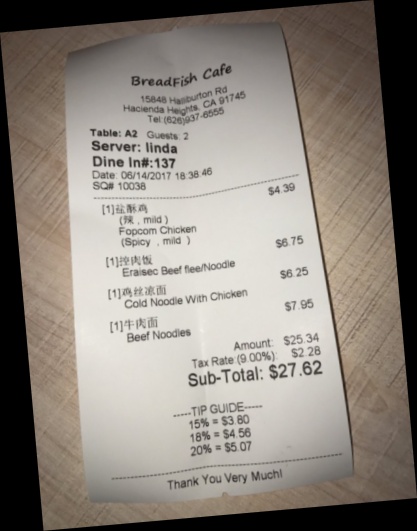 BreadFish Cafe
15848 Halliburton Rd
Hacienda Heights, CA 91745
Tel:(626)937-6555
Table: A2 Guests: 2
Server: linda
Dine In#:137
Date: 06/14/2017 18:38:46
SQ# 10038
$4.39
[1]盐酥鸡
(辣 , mild )
Popcorn Chicken
(Spicy , mild )
$6.75
[1]控肉饭
Beef /Noodle
$6.25
[1]鸡丝凉面
Cold Noodle With Chicken
$7.95
[1]牛肉面
Beef Noodles
Amount: $25.34
Tax Rate:(9.00%): $2.28
Sub-Total: $27.62
-----TIP GUIDE-----
15% = $3.80
18% = $4.56
20% = $5.07
Thank You Very Much!